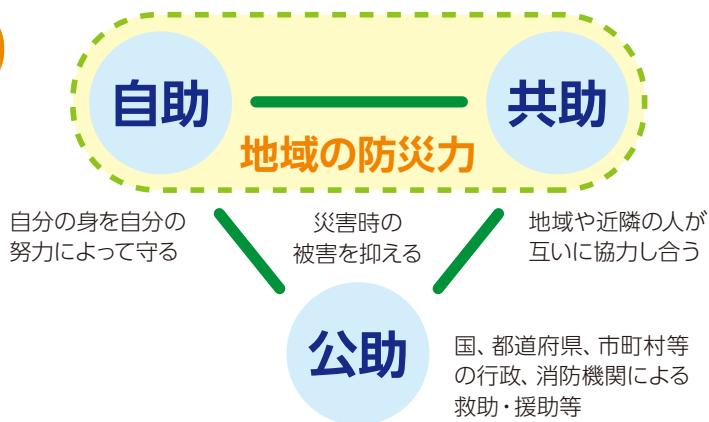 自助
共助
地域の防災力
自分の身を自分の
努力によって守る
災害時の
被害を抑える
地域や近隣の人が
互いに協力し合う
公助
国、都道府県、市町村等
の行政、消防機関による
救助・援助等